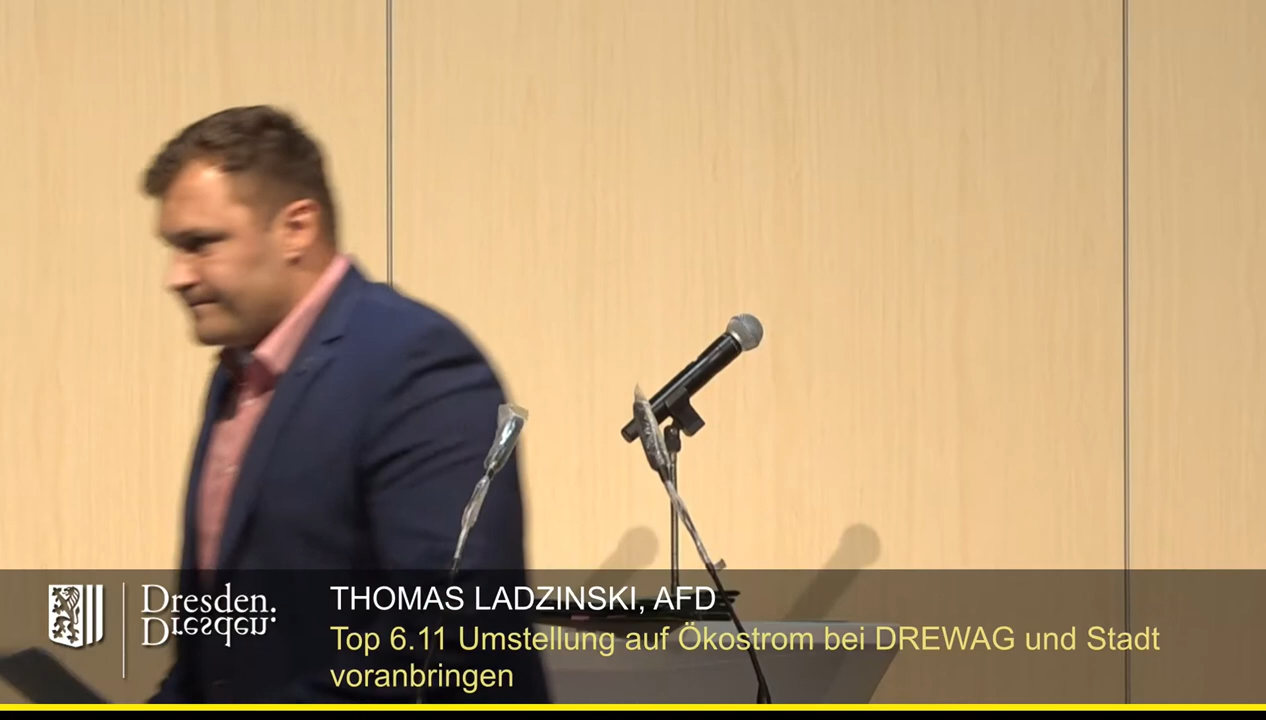 Dresden.
Dresden.
THOMAS LADZINSKI, AFD
Top 6.11 Umstellung auf Ökostrom bei DREWAG und Stadt
voranbringen